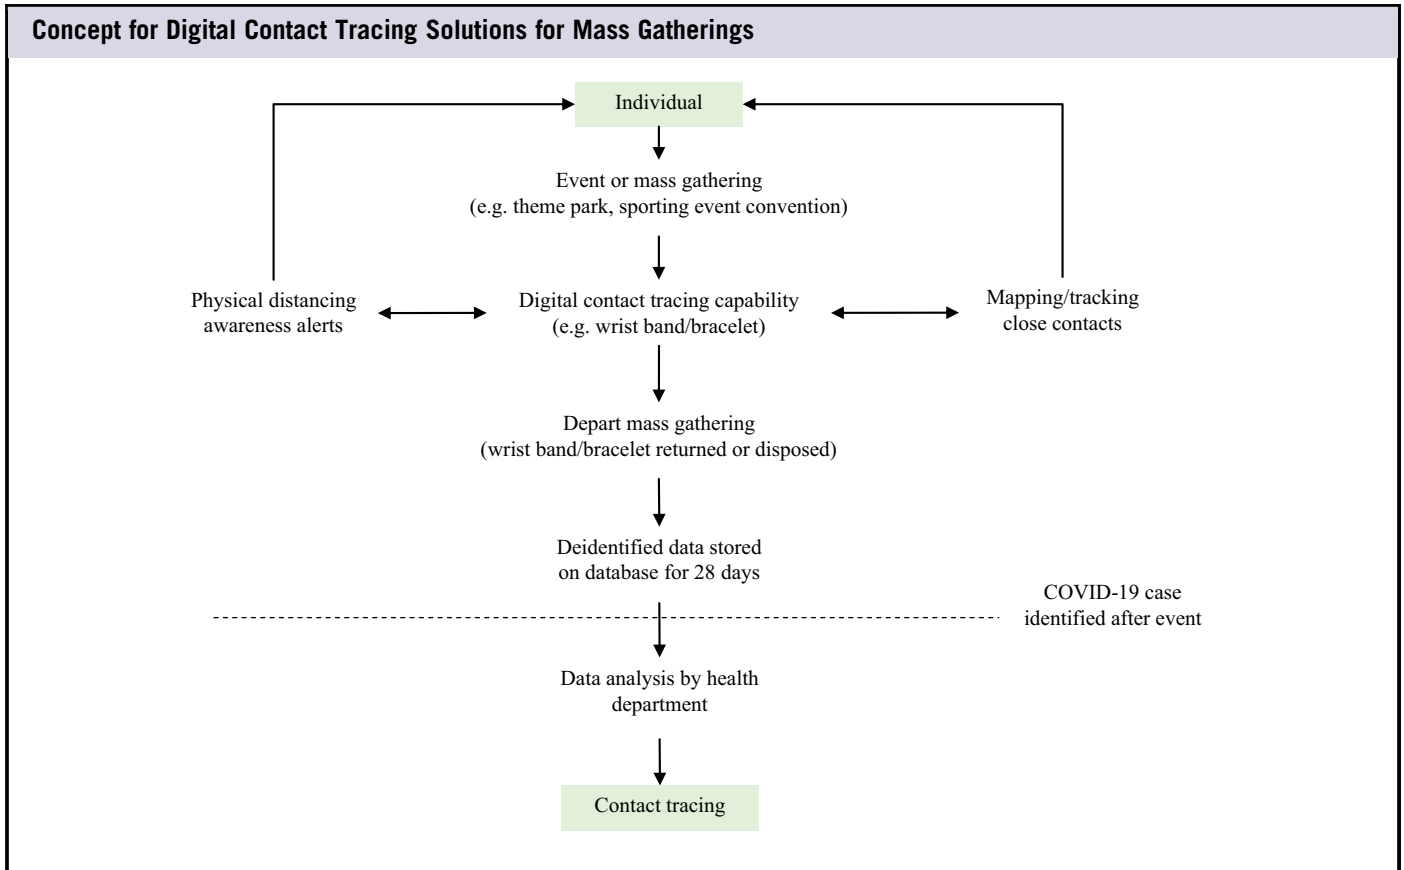 Concept for Digital Contact Tracing Solutions for Mass Gatherings
Individual
Event or mass gathering
(e.g. theme park, sporting event convention)
Physical distancing
awareness alerts
Digital contact tracing capability
(e.g. wrist band/bracelet)
Mapping/tracking
close contacts
Depart mass gathering
(wrist band/bracelet returned or disposed)
Deidentified data stored
on database for 28 days
COVID-19 case
identified after event
Data analysis by health
department
Contact tracing